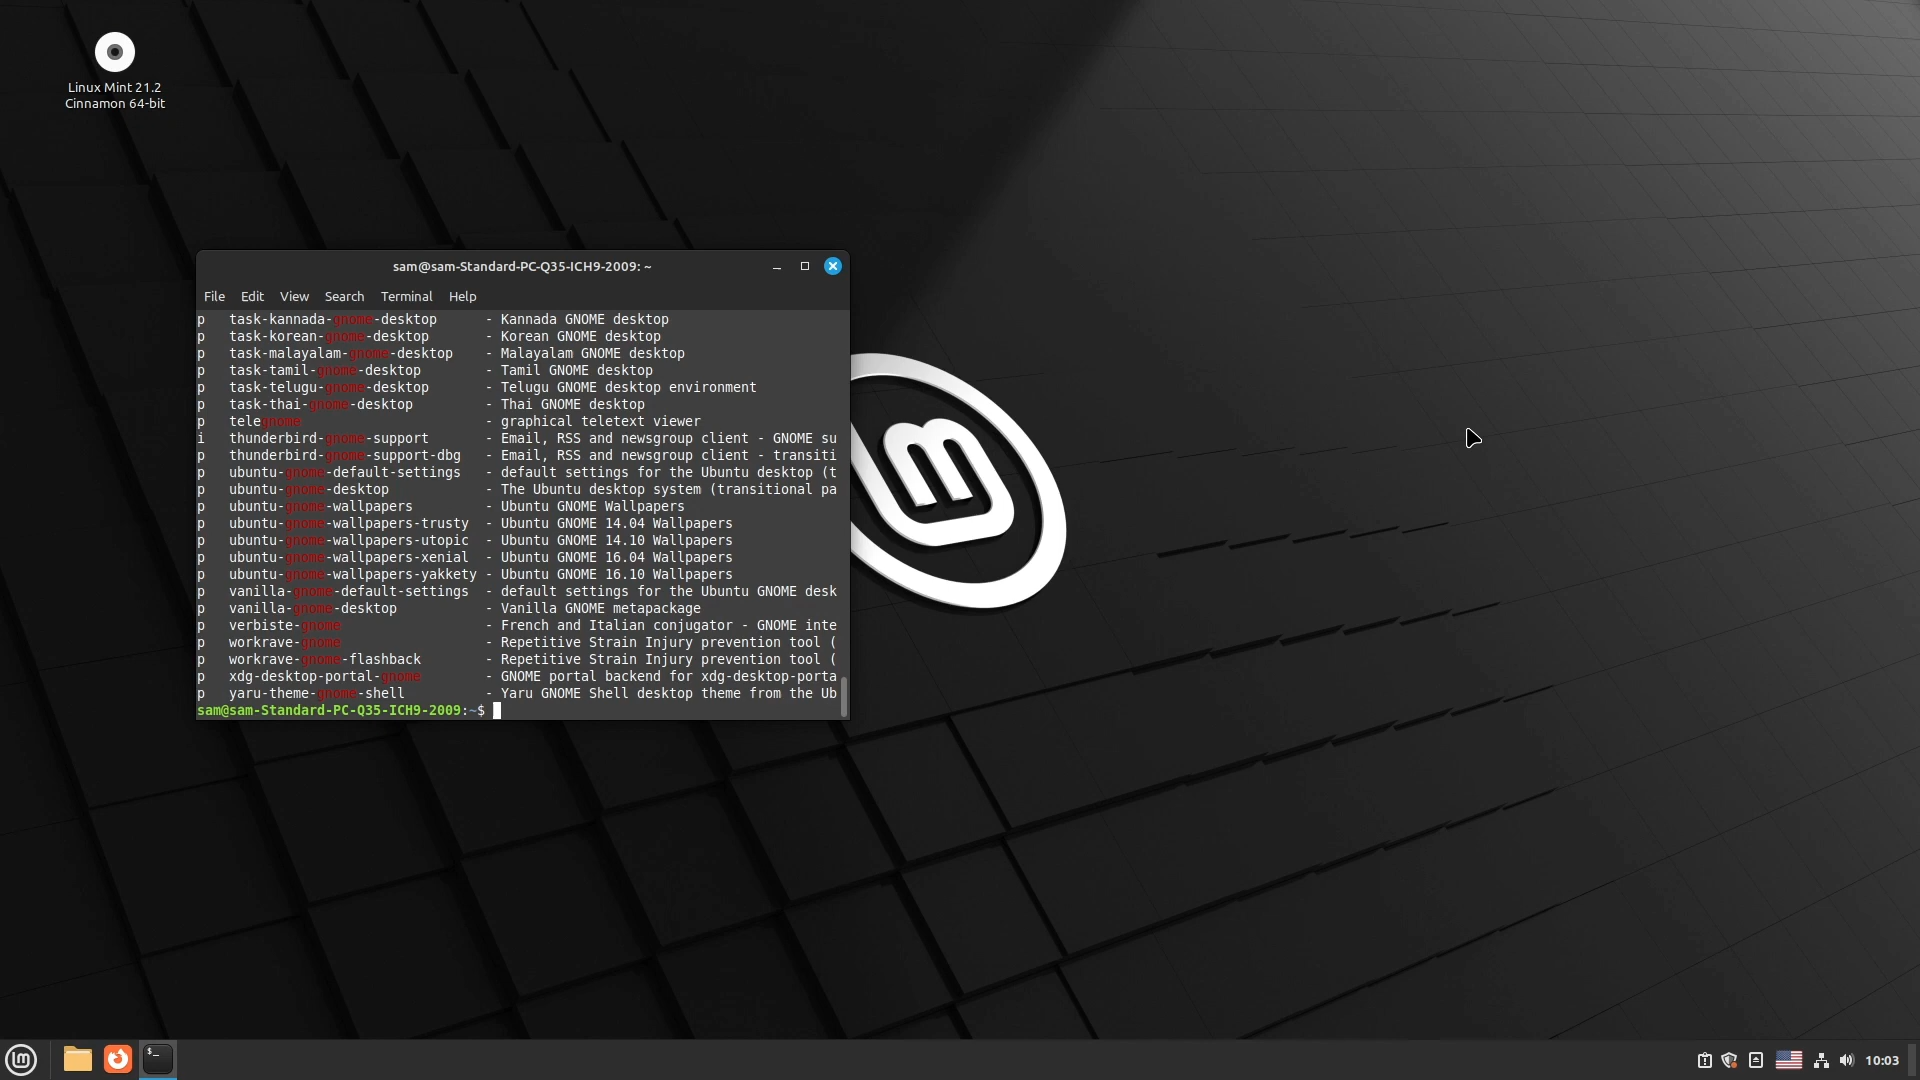 Linux Mint 21.2
Cinnamon 64-bit
sam@sam-Standard-PC-Q35-ICH9-2009: ~
File Edit View Search Terminal Help
p   task-kannada-gnome-desktop      - Kannada GNOME desktop
p   task-korean-gnome-desktop       - Korean GNOME desktop
p   task-malayalam-gnome-desktop    - Malayalam GNOME desktop
p   task-tamil-gnome-desktop        - Tamil GNOME desktop
p   task-telugu-gnome-desktop       - Telugu GNOME desktop environment
p   task-thai-gnome-desktop         - Thai GNOME desktop
p   telegnome                       - graphical teletext viewer
i   thunderbird-gnome-support       - Email, RSS and newsgroup client - GNOME su
p   thunderbird-gnome-support-dbg   - Email, RSS and newsgroup client - transiti
p   ubuntu-gnome-default-settings   - default settings for the Ubuntu desktop (t
p   ubuntu-gnome-desktop            - The Ubuntu desktop system (transitional pa
p   ubuntu-gnome-wallpapers         - Ubuntu GNOME Wallpapers
p   ubuntu-gnome-wallpapers-trusty  - Ubuntu GNOME 14.04 Wallpapers
p   ubuntu-gnome-wallpapers-utopic  - Ubuntu GNOME 14.10 Wallpapers
p   ubuntu-gnome-wallpapers-xenial  - Ubuntu GNOME 16.04 Wallpapers
p   ubuntu-gnome-wallpapers-yakkety - Ubuntu GNOME 16.10 Wallpapers
p   vanilla-gnome-default-settings  - default settings for the Ubuntu GNOME desk
p   vanilla-gnome-desktop           - Vanilla GNOME metapackage
p   verbiste-gnome                  - French and Italian conjugator - GNOME inte
p   workrave-gnome                  - Repetitive Strain Injury prevention tool (
p   workrave-gnome-flashback        - Repetitive Strain Injury prevention tool (
p   xdg-desktop-portal-gnome        - GNOME portal backend for xdg-desktop-porta
p   yaru-theme-gnome-shell          - Yaru GNOME Shell desktop theme from the Ub
sam@sam-Standard-PC-Q35-ICH9-2009:~$
10:03